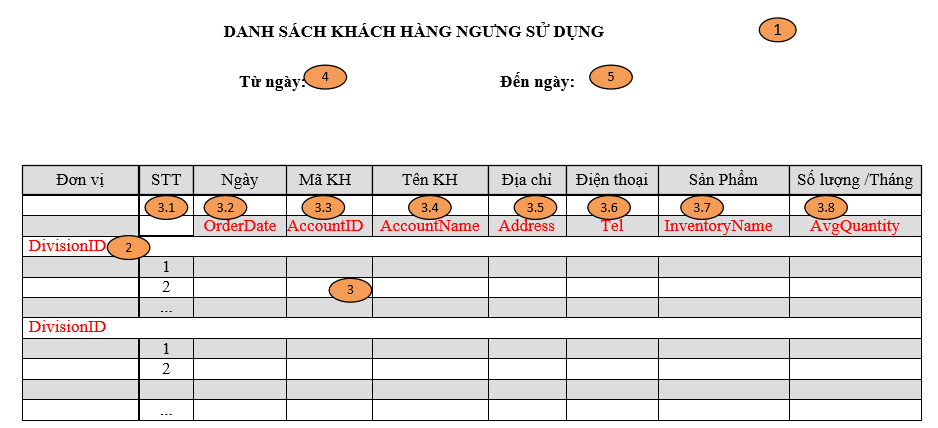 DANH SÁCH KHÁCH HÀNG NGƯNG SỬ DỤNG 1
Từ ngày: 4 Đến ngày: 5
Đơn vị STT Ngày Mã KH Tên KH Địa chỉ Điện thoại Sản Phẩm Số lượng /Tháng
3.1 3.2 3.3 3.4 3.5 3.6 3.7 3.8
OrderDate AccountID AccountName Address Tel InventoryName AvgQuantity
DivisionID 2
1
2 3
...
DivisionID
1
2
...